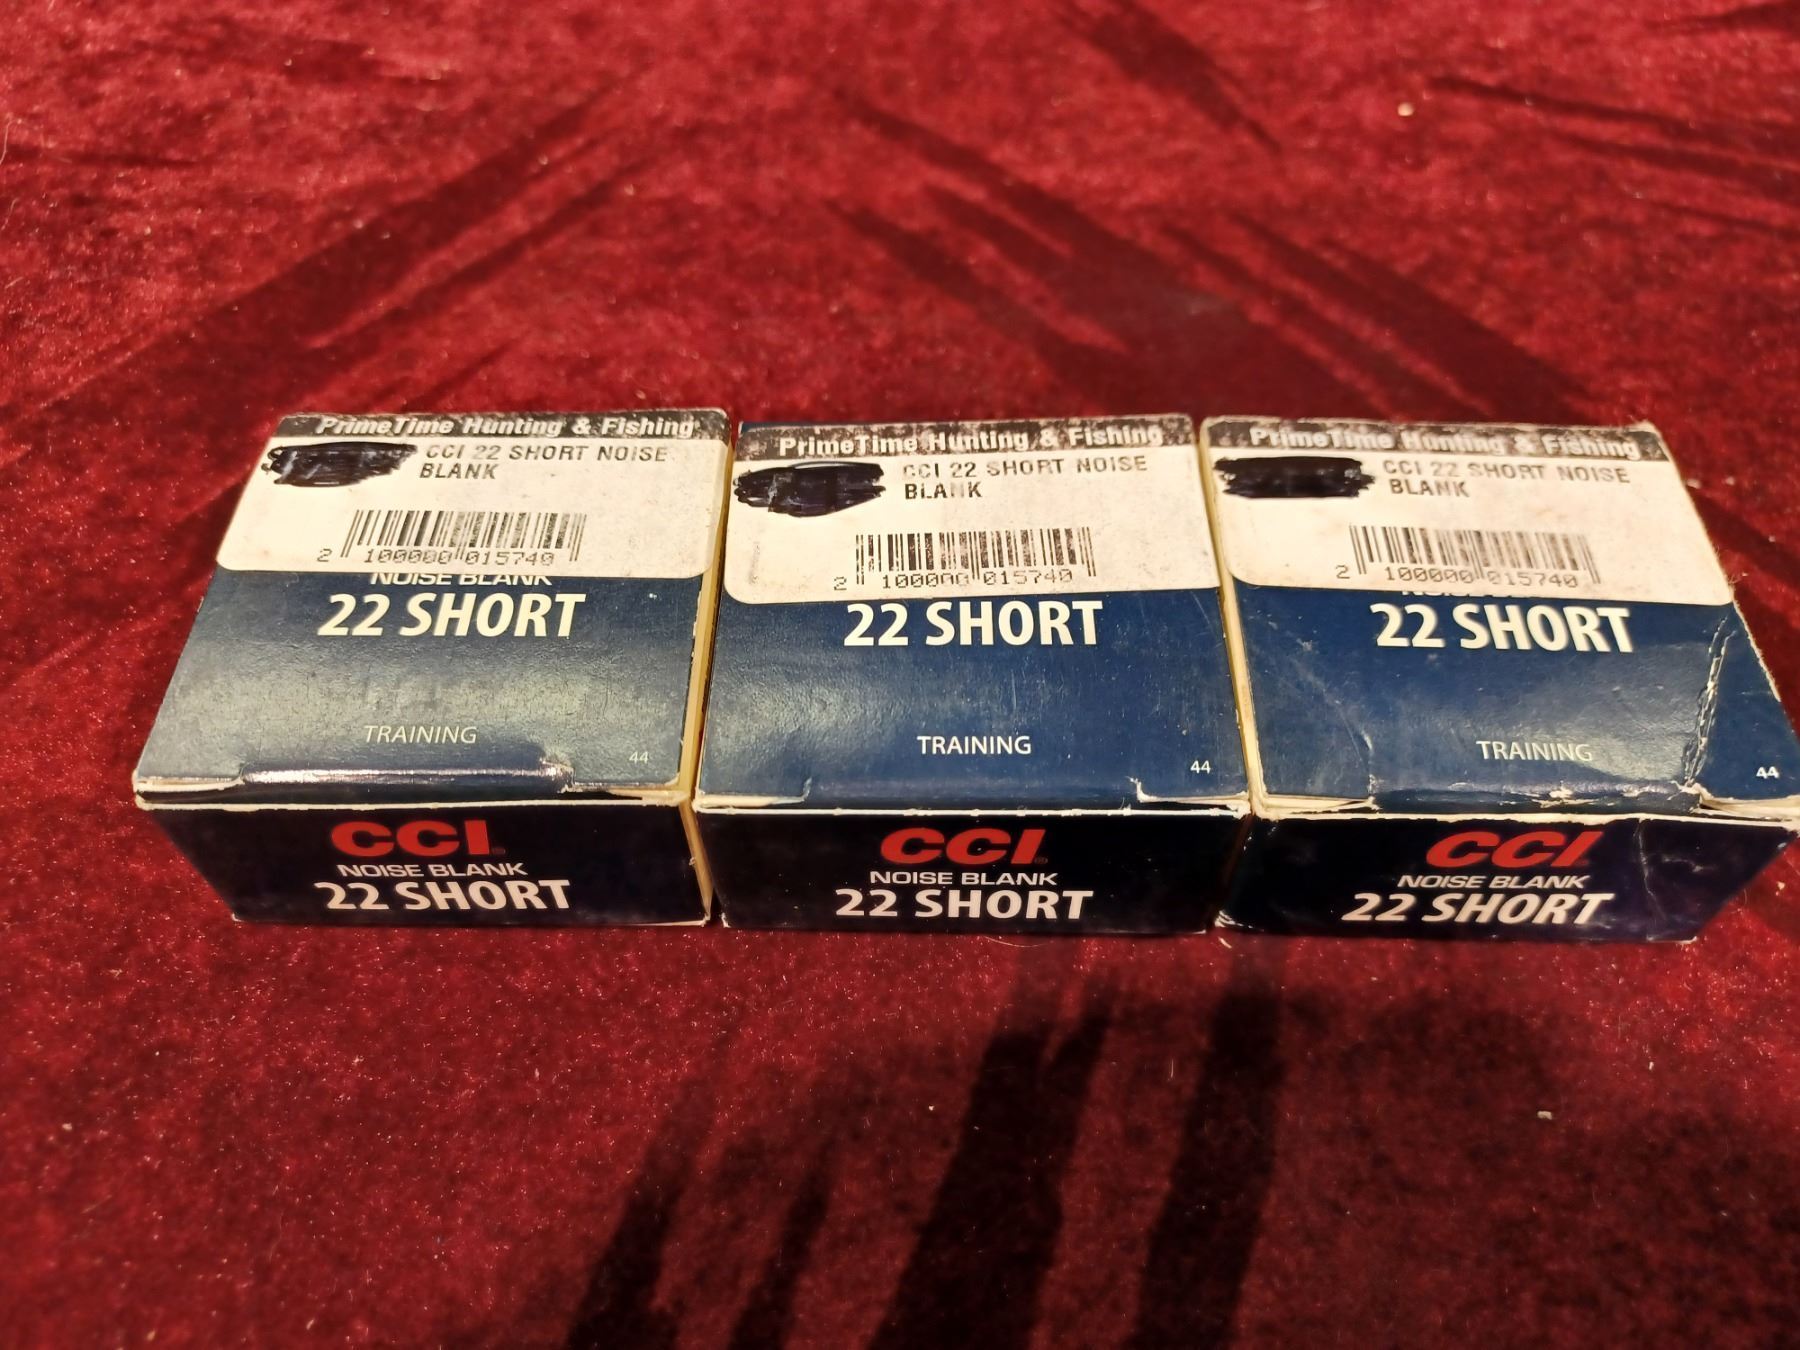 PrimeTime Hunting & Fishing
CCI 22 SHORT NOISE
BLANK
2 100000 015740
NOISE BLANK
22 SHORT
TRAINING
44
CCI
NOISE BLANK
22 SHORT
PrimeTime Hunting & Fishing
CCI 22 SHORT NOISE
BLANK
2 100000 015740
22 SHORT
TRAINING
44
CCI
NOISE BLANK
22 SHORT
PrimeTime Hunting & Fishing
CCI 22 SHORT NOISE
BLANK
2 100000 015740
22 SHORT
TRAINING
44
CCI
NOISE BLANK
22 SHORT